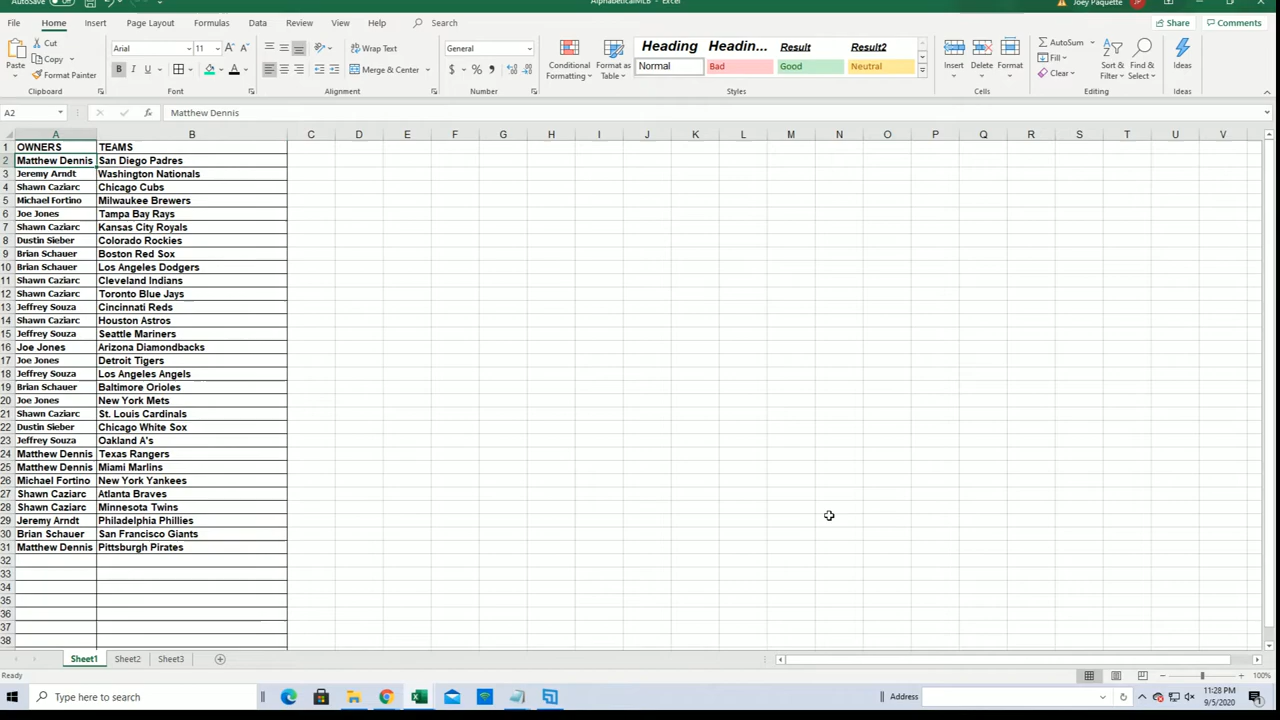 AutoSave Off AlphabeticalMLB - Excel Joey Paquette JP
File Home Insert Page Layout Formulas Data Review View Help Search Share Comments
Paste Cut Copy Format Painter Clipboard
Arial 11 A A B I U A Font
Wrap Text Merge & Center Alignment
General $ % , Number
Conditional Formatting Format as Table
Heading Headin... Result Result2
Normal Bad Good Neutral
Styles
Insert Delete Format Cells
AutoSum Fill Clear Sort & Filter Find & Select Editing
Ideas Ideas
A2 fx Matthew Dennis
A B C D E F G H I J K L M N O P Q R S T U V
1 OWNERS TEAMS
2 Matthew Dennis San Diego Padres
3 Jeremy Arndt Washington Nationals
4 Shawn Caziarc Chicago Cubs
5 Michael Fortino Milwaukee Brewers
6 Joe Jones Tampa Bay Rays
7 Shawn Caziarc Kansas City Royals
8 Dustin Sieber Colorado Rockies
9 Brian Schauer Boston Red Sox
10 Brian Schauer Los Angeles Dodgers
11 Shawn Caziarc Cleveland Indians
12 Shawn Caziarc Toronto Blue Jays
13 Jeffrey Souza Cincinnati Reds
14 Shawn Caziarc Houston Astros
15 Jeffrey Souza Seattle Mariners
16 Joe Jones Arizona Diamondbacks
17 Joe Jones Detroit Tigers
18 Jeffrey Souza Los Angeles Angels
19 Brian Schauer Baltimore Orioles
20 Joe Jones New York Mets
21 Shawn Caziarc St. Louis Cardinals
22 Dustin Sieber Chicago White Sox
23 Jeffrey Souza Oakland A's
24 Matthew Dennis Texas Rangers
25 Matthew Dennis Miami Marlins
26 Michael Fortino New York Yankees
27 Shawn Caziarc Atlanta Braves
28 Shawn Caziarc Minnesota Twins
29 Jeremy Arndt Philadelphia Phillies
30 Brian Schauer San Francisco Giants
31 Matthew Dennis Pittsburgh Pirates
32
33
34
35
36
37
38
Sheet1 Sheet2 Sheet3
Ready 100%
Type here to search Address 11:28 PM
9/5/2020